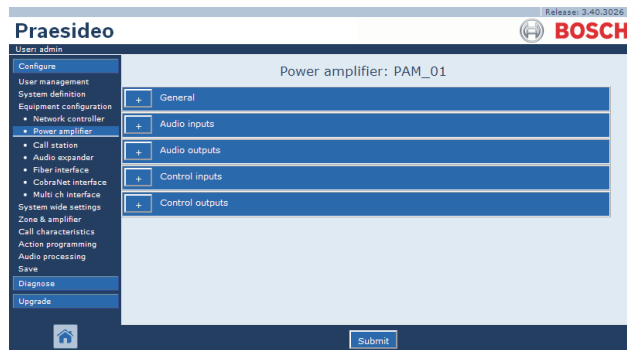 Release: 3.40.3026
Praesideo
BOSCH
User: admin
Configure
User management
System definition
Equipment configuration
• Network controller
• Power amplifier
• Call station
• Audio expander
• Fiber interface
• CobraNet interface
• Multi ch interface
System wide settings
Zone & amplifier
Call characteristics
Action programming
Audio processing
Save
Diagnose
Upgrade
Power amplifier: PAM_01
+ General
+ Audio inputs
+ Audio outputs
+ Control inputs
+ Control outputs
Submit